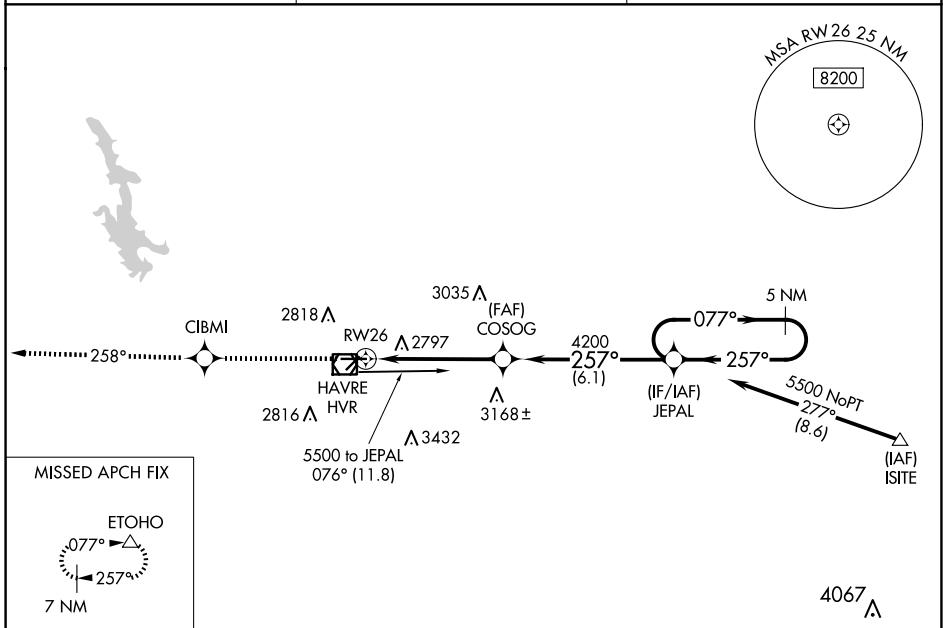 MSA RW 26 25 NM
8200
3035
(FAF)
COSOG
5 NM
2818
077°
CIBMI
RW26
2797
4200
258°
257°
(6.1)
257°
HAVRE
HVR
(IF/IAF)
JEPAL
5500 NoPT
277°
(8.6)
2816
3168±
3432
5500 to JEPAL
076° (11.8)
(IAF)
ISITE
MISSED APCH FIX
ETOHO
077°
257°
7 NM
4067